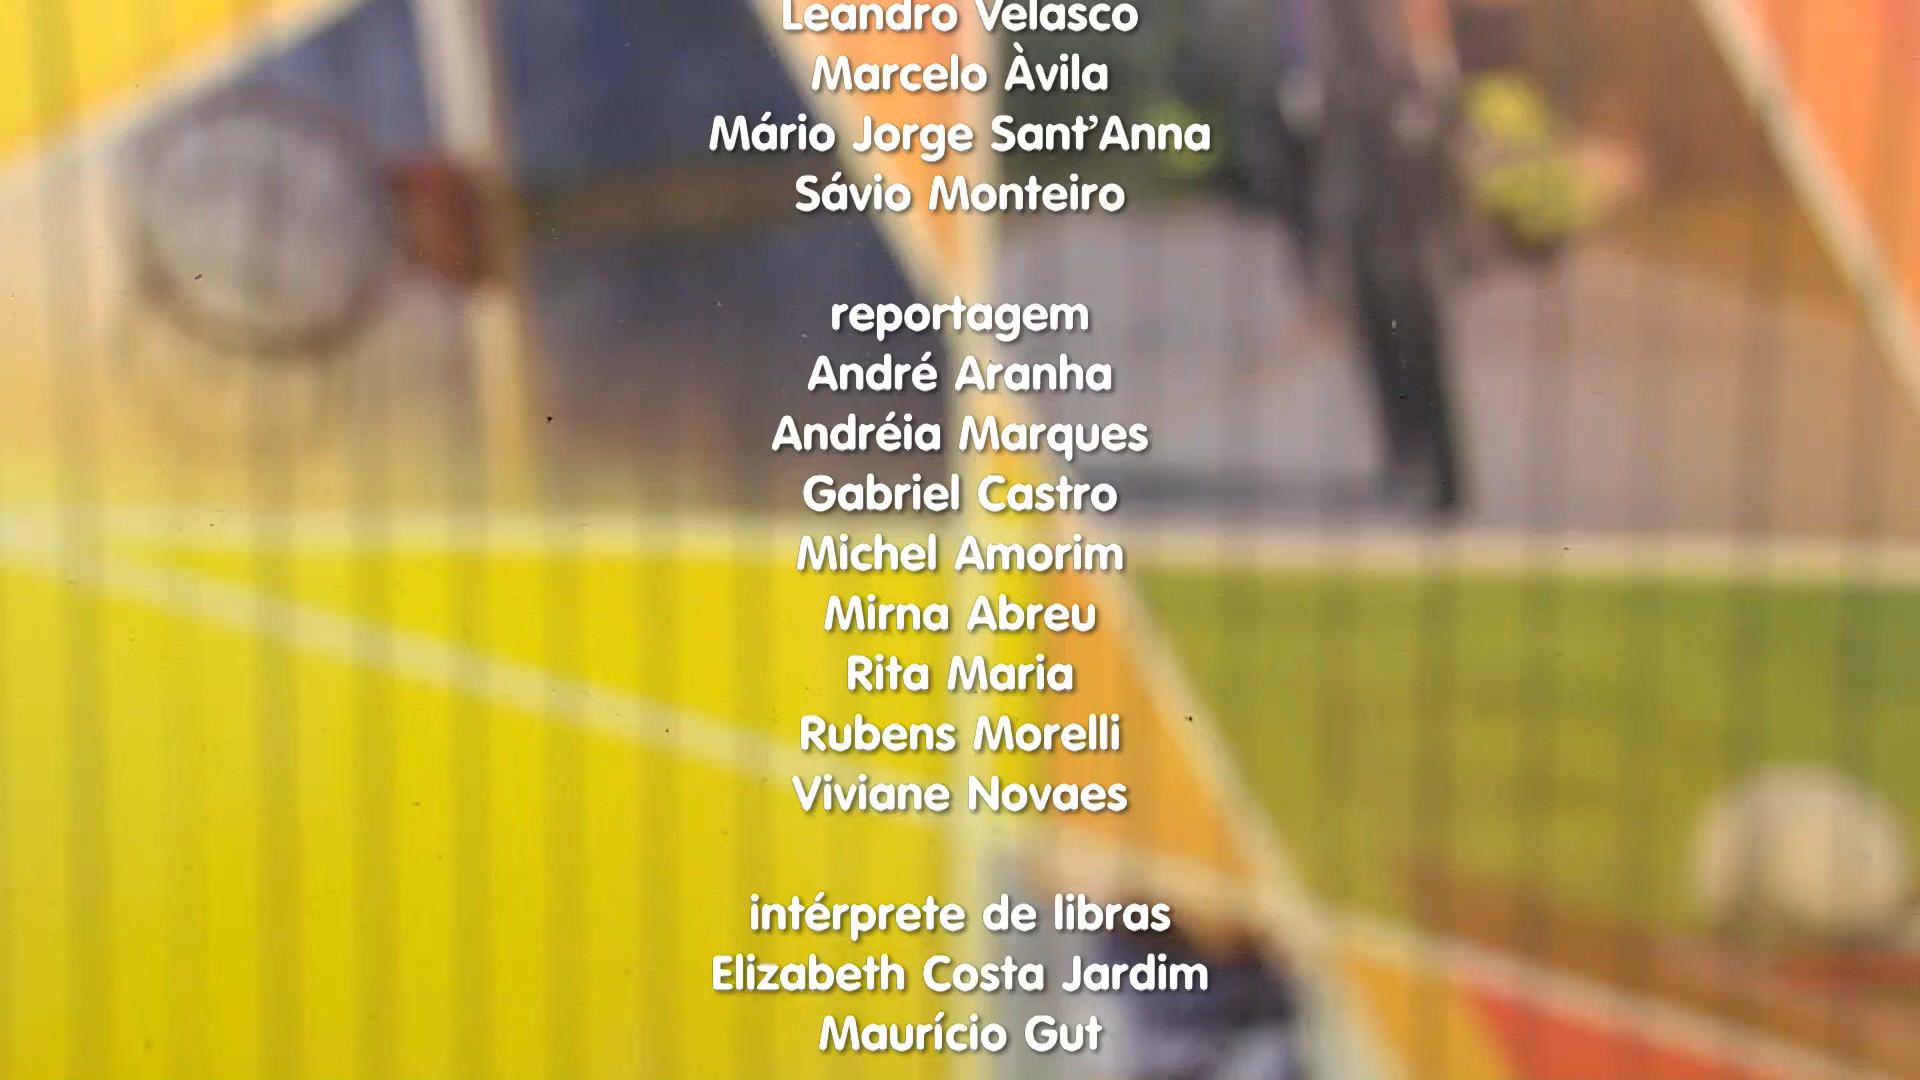 Leandro Velasco
Marcelo Àvila
Mário Jorge Sant'Anna
Sávio Monteiro
reportagem
André Aranha
Andréia Marques
Gabriel Castro
Michel Amorim
Mirna Abreu
Rita Maria
Rubens Morelli
Viviane Novaes
intérprete de libras
Elizabeth Costa Jardim
Maurício Gut